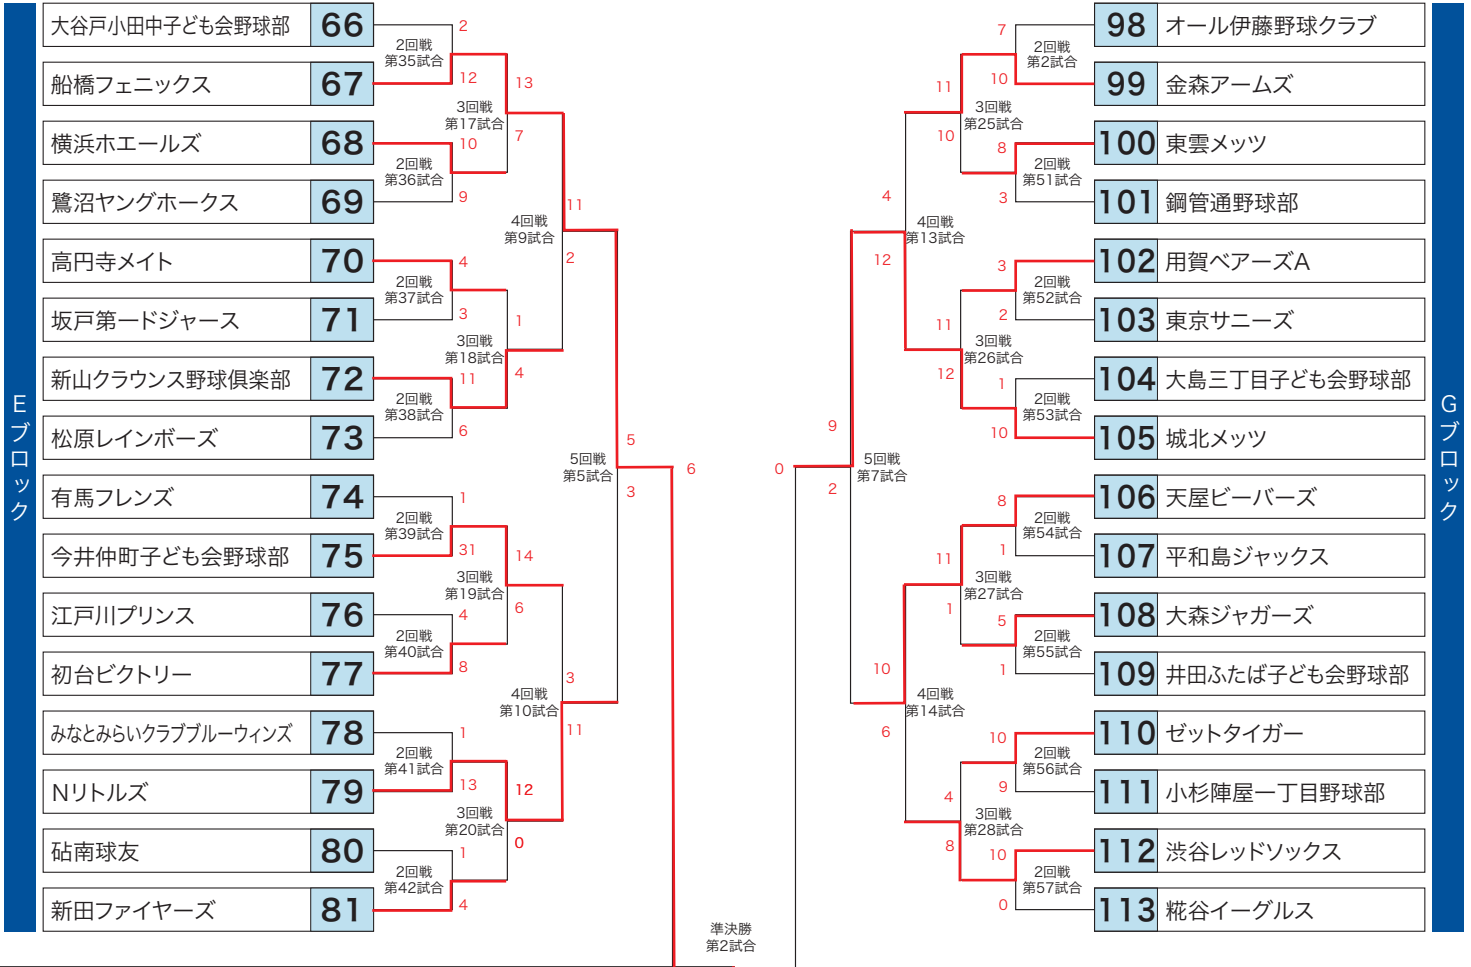 Eブロック
大谷戸小田中子ども会野球部 66
船橋フェニックス 67
横浜ホエールズ 68
鷺沼ヤングホークス 69
高円寺メイト 70
坂戸第一ドジャース 71
新山クラウンス野球倶楽部 72
松原レインボーズ 73
有馬フレンズ 74
今井仲町子ども会野球部 75
江戸川プリンス 76
初台ビクトリー 77
みなとみらいクラブブルーウィンズ 78
Nリトルズ 79
砧南球友 80
新田ファイヤーズ 81
2
2回戦
第35試合
12
10
2回戦
第36試合
9
4
2回戦
第37試合
3
11
2回戦
第38試合
6
1
2回戦
第39試合
31
4
2回戦
第40試合
8
1
2回戦
第41試合
13
1
2回戦
第42試合
4
13
3回戦
第17試合
7
1
3回戦
第18試合
4
14
3回戦
第19試合
6
12
3回戦
第20試合
0
11
4回戦
第9試合
2
3
4回戦
第10試合
11
5
5回戦
第5試合
3
6
準決勝
第2試合
0
9
5回戦
第7試合
2
4
4回戦
第13試合
12
10
4回戦
第14試合
6
11
3回戦
第25試合
10
11
3回戦
第26試合
12
11
3回戦
第27試合
1
4
3回戦
第28試合
8
7
2回戦
第2試合
10
8
2回戦
第51試合
3
3
2回戦
第52試合
2
1
2回戦
第53試合
10
8
2回戦
第54試合
1
5
2回戦
第55試合
1
10
2回戦
第56試合
9
10
2回戦
第57試合
0
98 オール伊藤野球クラブ
99 金森アームズ
100 東雲メッツ
101 鋼管通野球部
102 用賀ベアーズA
103 東京サニーズ
104 大島三丁目子ども会野球部
105 城北メッツ
106 天屋ビーバーズ
107 平和島ジャックス
108 大森ジャガーズ
109 井田ふたば子ども会野球部
110 ゼットタイガー
111 小杉陣屋一丁目野球部
112 渋谷レッドソックス
113 糀谷イーグルス
Gブロック